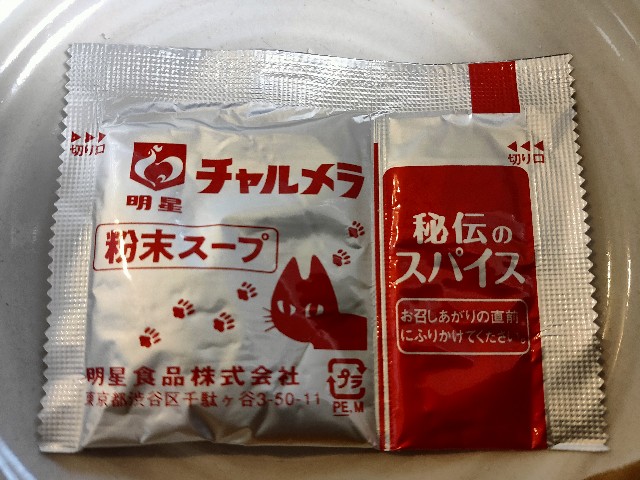 切り口
明星
チャルメラ
粉末スープ
明星食品株式会社
東京都渋谷区千駄ヶ谷3-50-11
プラ
PE.M
切り口
秘伝の
スパイス
お召しあがりの直前
にふりかけてください。